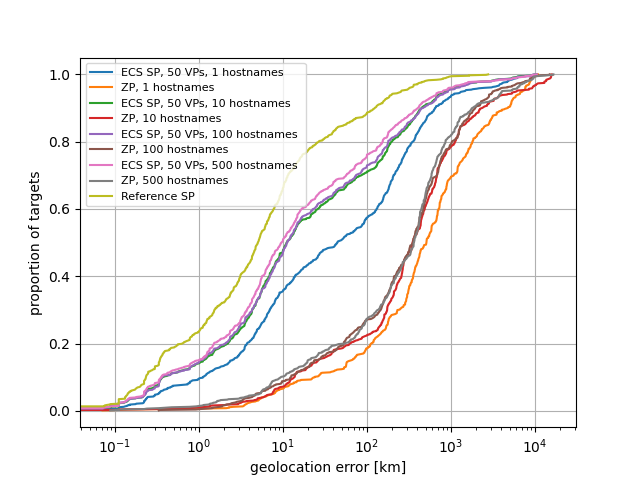 1.0
0.8
0.6
0.4
0.2
0.0
proportion of targets
ECS SP, 50 VPs, 1 hostnames
ZP, 1 hostnames
ECS SP, 50 VPs, 10 hostnames
ZP, 10 hostnames
ECS SP, 50 VPs, 100 hostnames
ZP, 100 hostnames
ECS SP, 50 VPs, 500 hostnames
ZP, 500 hostnames
Reference SP
10⁻¹ 10⁰ 10¹ 10² 10³ 10⁴
geolocation error [km]